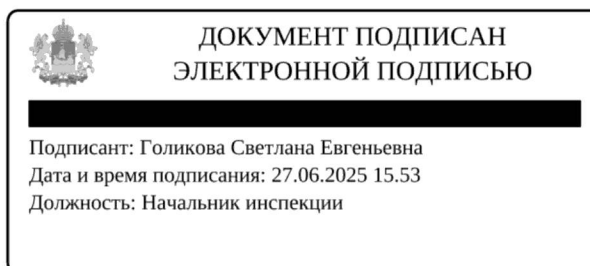 ДОКУМЕНТ ПОДПИСАН
ЭЛЕКТРОННОЙ ПОДПИСЬЮ
Подписант: Голикова Светлана Евгеньевна
Дата и время подписания: 27.06.2025 15.53
Должность: Начальник инспекции